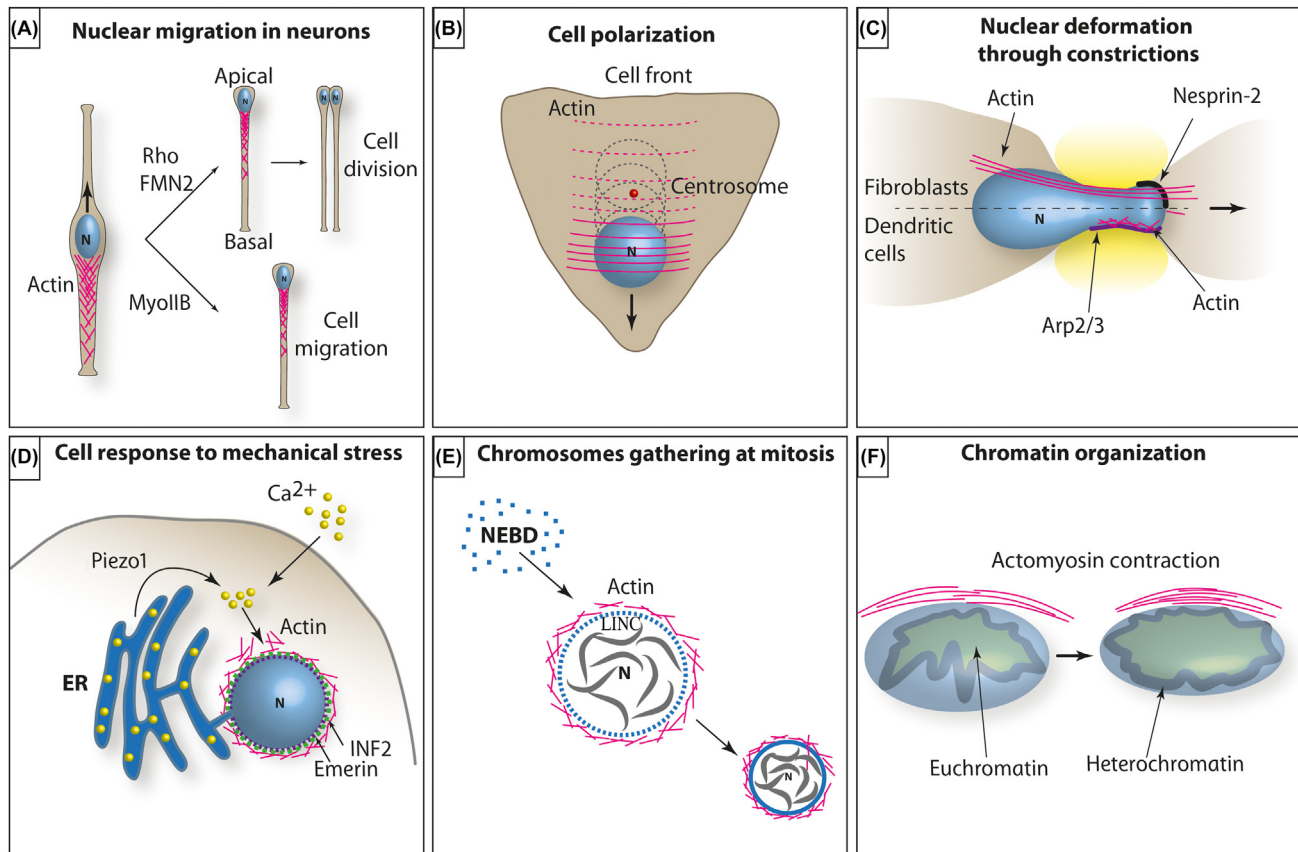 (A)
Nuclear migration in neurons
Apical
Rho
FMN2
Cell
division
N
N
N
N
Basal
Actin
MyoIIB
N
Cell
migration
(B)
Cell polarization
Cell front
Actin
Centrosome
N
(C)
Nuclear deformation
through constrictions
Actin
Nesprin-2
Fibroblasts
Dendritic
cells
N
Arp2/3
Actin
(D)
Cell response to mechanical stress
Ca2+
Piezo1
Actin
ER
N
INF2
Emerin
(E)
Chromosomes gathering at mitosis
NEBD
Actin
LINC
N
N
(F)
Chromatin organization
Actomyosin contraction
Euchromatin
Heterochromatin